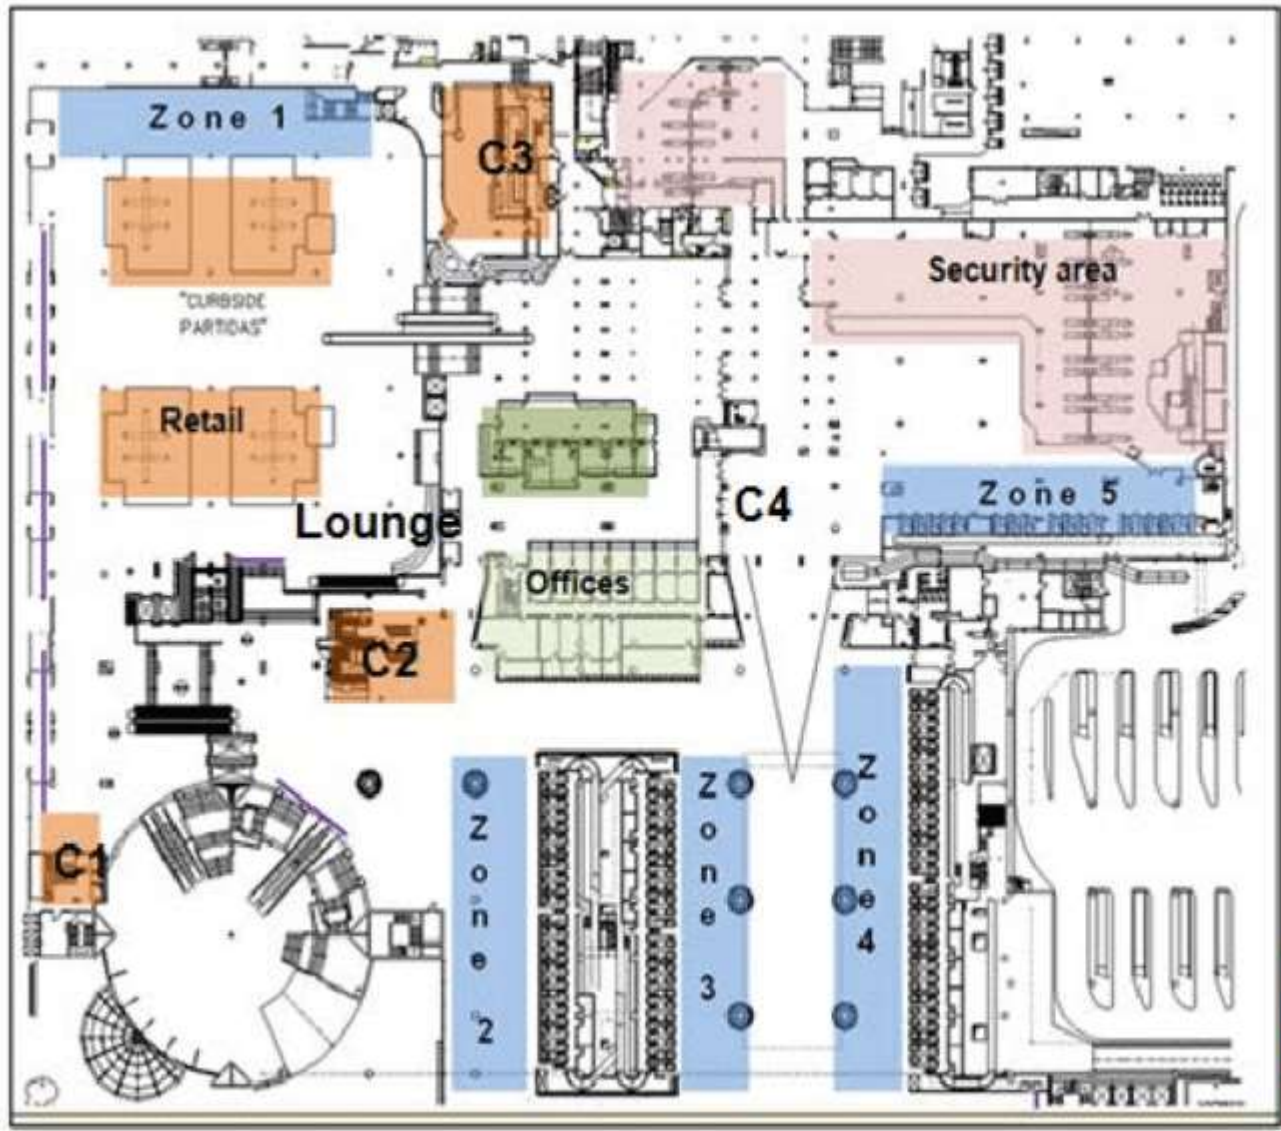 Zone 1
C3
Security area
"CURBSIDE
PARTIDAS"
Retail
Zone 5
C4
Lounge
Offices
C2
Zone 2
Zone 3
Zone 4
C1